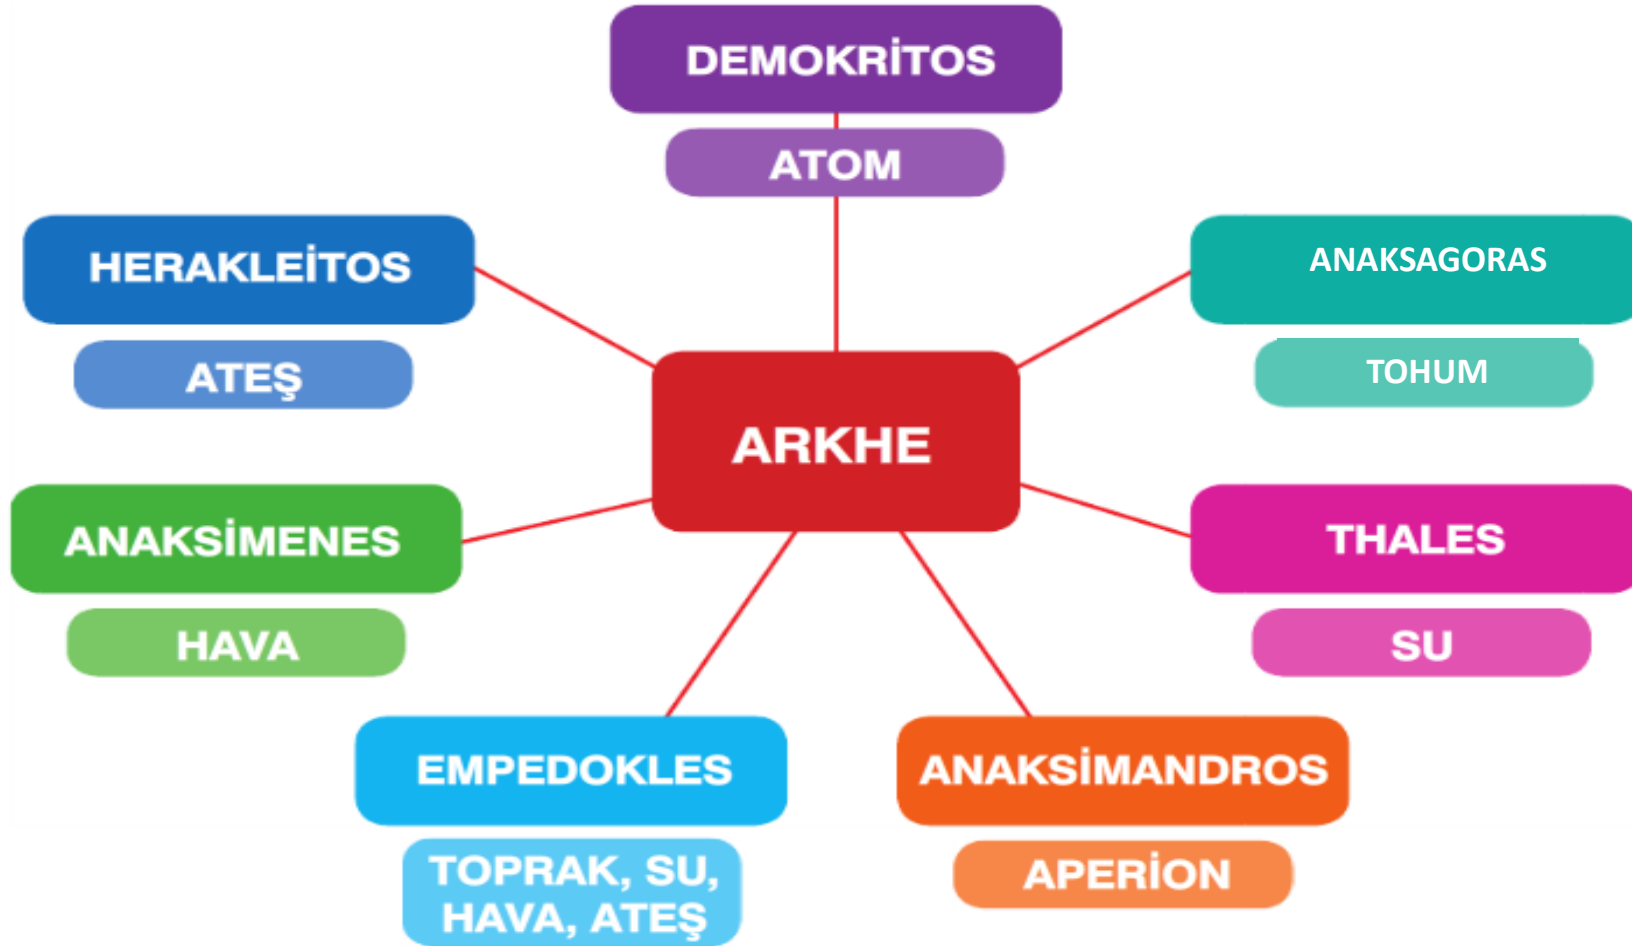 DEMOKRİTOS
ATOM
HERAKLEİTOS
ATEŞ
ANAKSAGORAS
TOHUM
ARKHE
ANAKSİMENES
HAVA
THALES
SU
EMPEDOKLES
TOPRAK, SU,
HAVA, ATEŞ
ANAKSİMANDROS
APERİON